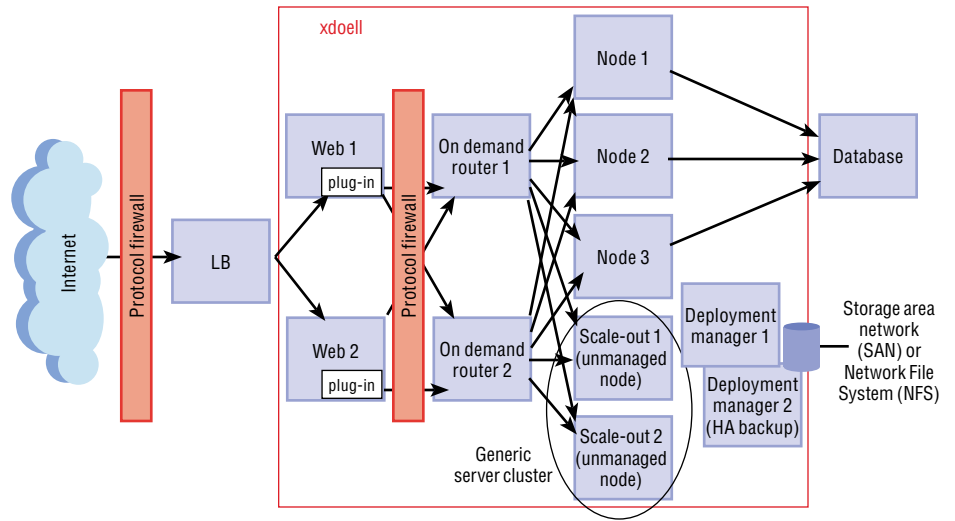 xdoell
Internet
Protocol firewall
LB
Web 1
plug-in
Web 2
plug-in
Protocol firewall
On demand
router 1
On demand
router 2
Node 1
Node 2
Node 3
Scale-out 1
(unmanaged
node)
Scale-out 2
(unmanaged
node)
Generic
server cluster
Deployment
manager 1
Deployment
manager 2
(HA backup)
Database
Storage area
network
(SAN) or
Network File
System (NFS)